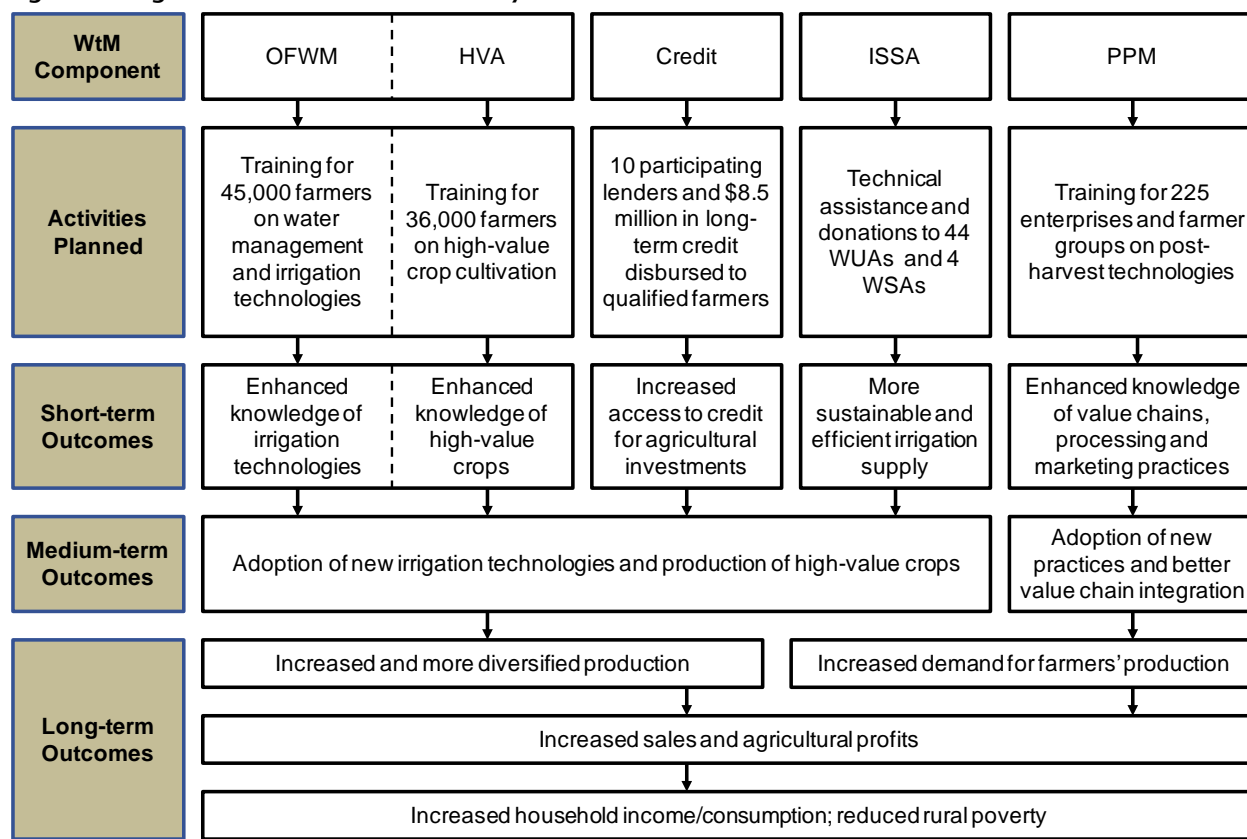 WtM
Component
OFWM
HVA
Credit
ISSA
PPM
Activities
Planned
Training for
45,000 farmers
on water
management
and irrigation
technologies
Training for
36,000 farmers
on high-value
crop cultivation
10 participating
lenders and $8.5
million in long-
term credit
disbursed to
qualified farmers
Technical
assistance and
donations to 44
WUAs and 4
WSAs
Training for 225
enterprises and farmer
groups on post-
harvest technologies
Short-term
Outcomes
Enhanced
knowledge of
irrigation
technologies
Enhanced
knowledge of
high-value
crops
Increased
access to credit
for agricultural
investments
More
sustainable and
efficient irrigation
supply
Enhanced knowledge
of value chains,
processing and
marketing practices
Medium-term
Outcomes
Adoption of new irrigation technologies and production of high-value crops
Adoption of new
practices and better
value chain integration
Long-term
Outcomes
Increased and more diversified production
Increased demand for farmers' production
Increased sales and agricultural profits
Increased household income/consumption; reduced rural poverty